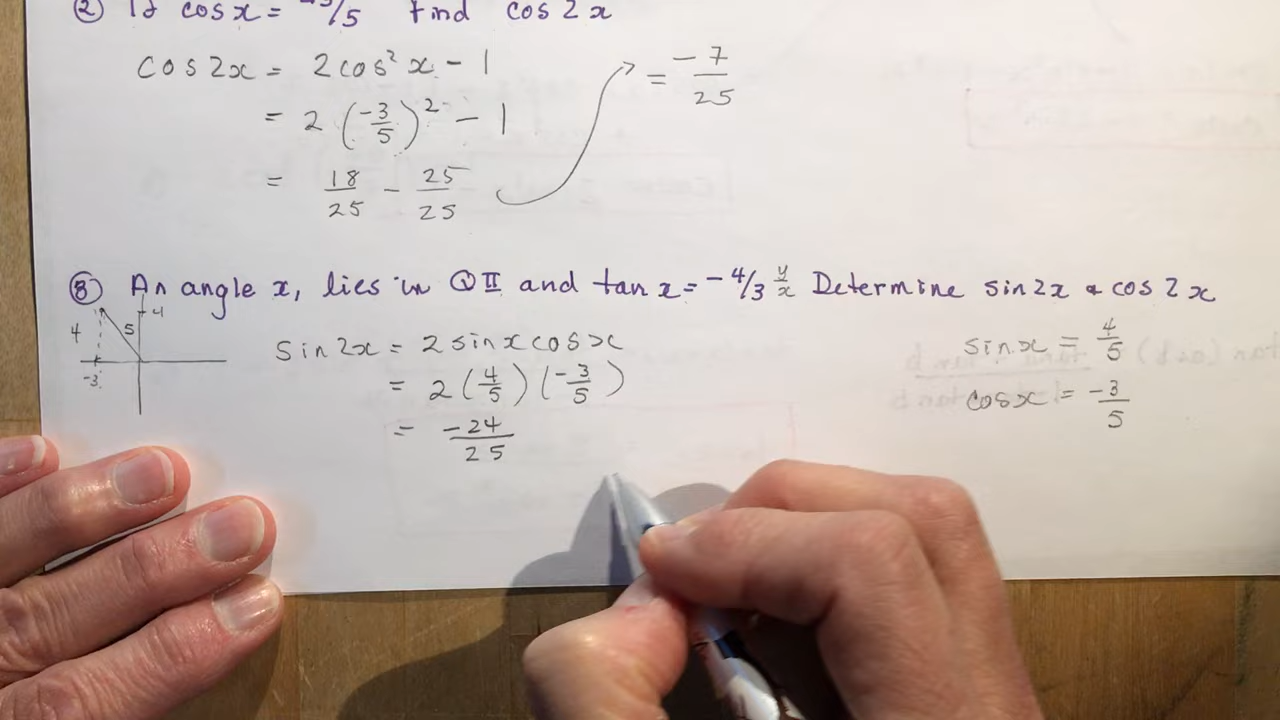 ② If cos x = -3/5 find cos 2x
cos 2x = 2cos² x - 1
= 2 (-3/5)² - 1
= 18/25 - 25/25
= -7/25
③ An angle x, lies in QII and tan x = -4/3 y/x Determine sin 2x & cos 2x
4
5
4
-3
sin 2x = 2 sin x cos x
= 2 (4/5) (-3/5)
= -24/25
sin x = 4/5
cos x = -3/5